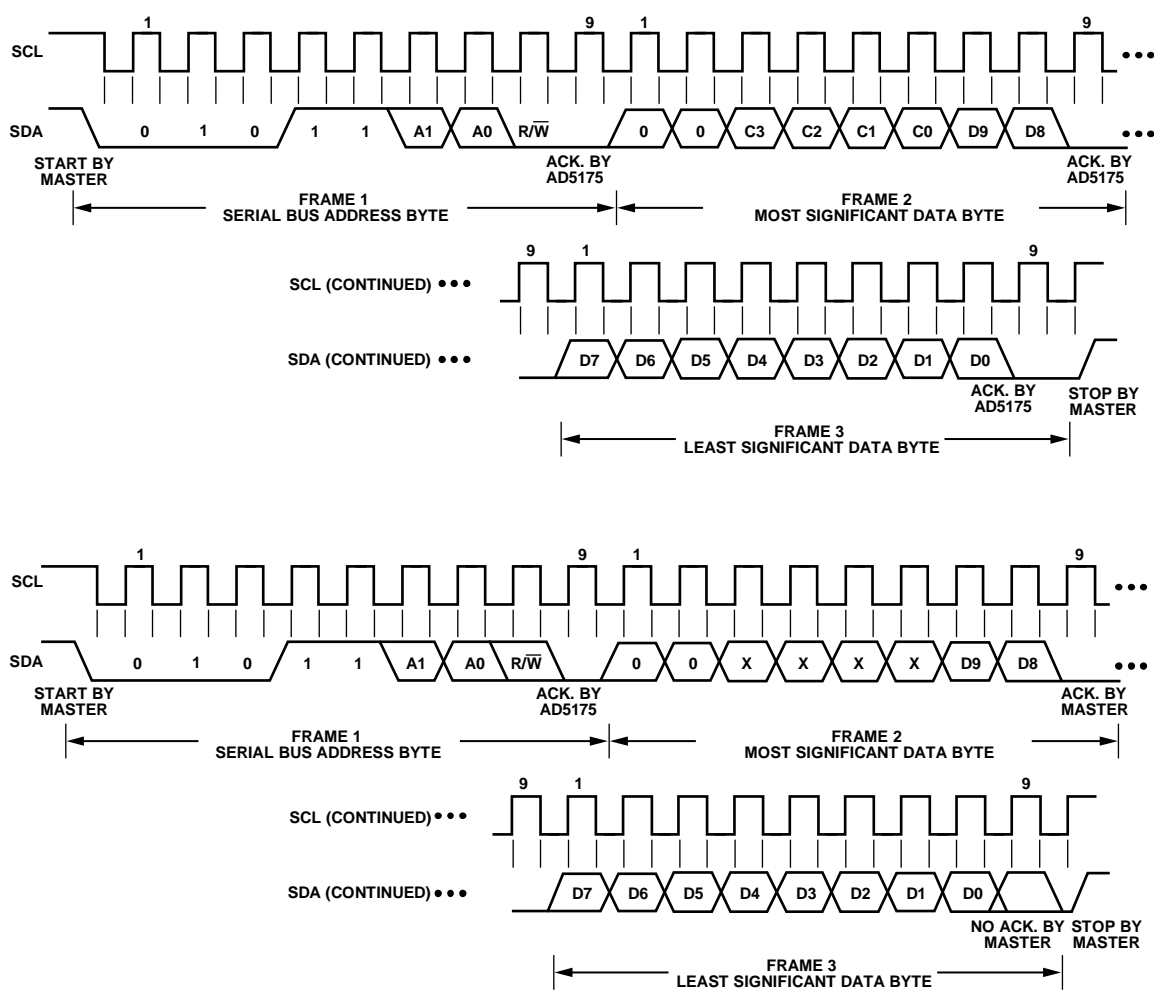 1 9 1 9
SCL
SDA 0 1 0 1 1 A1 A0 R/W̅ 0 0 C3 C2 C1 C0 D9 D8
START BY MASTER
ACK. BY AD5175
ACK. BY AD5175
FRAME 1
SERIAL BUS ADDRESS BYTE
FRAME 2
MOST SIGNIFICANT DATA BYTE
9 1 9
SCL (CONTINUED)
SDA (CONTINUED) D7 D6 D5 D4 D3 D2 D1 D0
ACK. BY AD5175
STOP BY MASTER
FRAME 3
LEAST SIGNIFICANT DATA BYTE
1 9 1 9
SCL
SDA 0 1 0 1 1 A1 A0 R/W̅ 0 0 X X X X D9 D8
START BY MASTER
ACK. BY AD5175
ACK. BY MASTER
FRAME 1
SERIAL BUS ADDRESS BYTE
FRAME 2
MOST SIGNIFICANT DATA BYTE
9 1 9
SCL (CONTINUED)
SDA (CONTINUED) D7 D6 D5 D4 D3 D2 D1 D0
NO ACK. BY MASTER
STOP BY MASTER
FRAME 3
LEAST SIGNIFICANT DATA BYTE